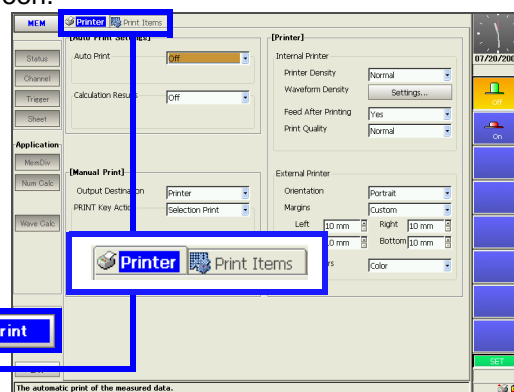 MEM
Printer Print Items
[Printer]
Status
Channel
Trigger
Sheet
Application
MemDiv
Num Calc
Wave Calc
Auto Print Off
Calculation Results Off
[Manual Print]
Output Destination Printer
PRINT Key Action Selection Print
Internal Printer
Printer Density Normal
Waveform Density Settings...
Feed After Printing Yes
Print Quality Normal
External Printer
Orientation Portrait
Margins Custom
Left 10 mm Right 10 mm
10 mm Bottom 10 mm
Color
Printer Print Items
rint
Off
On
SET
The automatic print of the measured data.